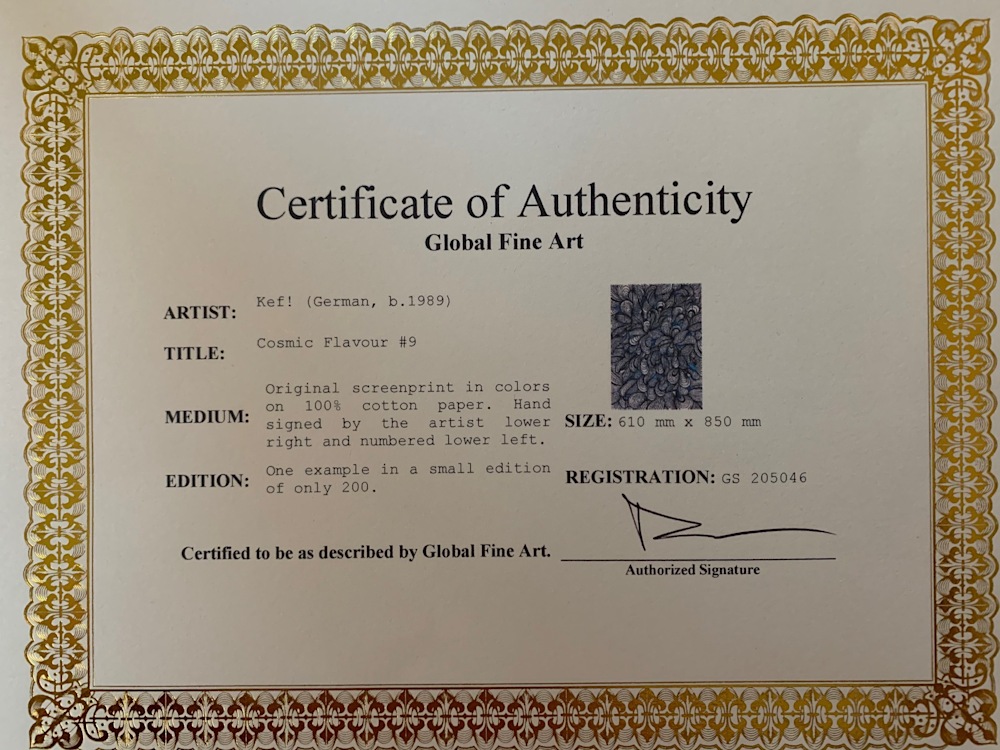 Certificate of Authenticity
Global Fine Art
ARTIST: Kef! (German, b.1989)
TITLE: Cosmic Flavour #9
MEDIUM: Original screenprint in colors
on 100% cotton paper. Hand
signed by the artist lower
right and numbered lower left.
SIZE: 610 mm x 850 mm
EDITION: One example in a small edition
of only 200.
REGISTRATION: GS 205046
Certified to be as described by Global Fine Art.
Authorized Signature